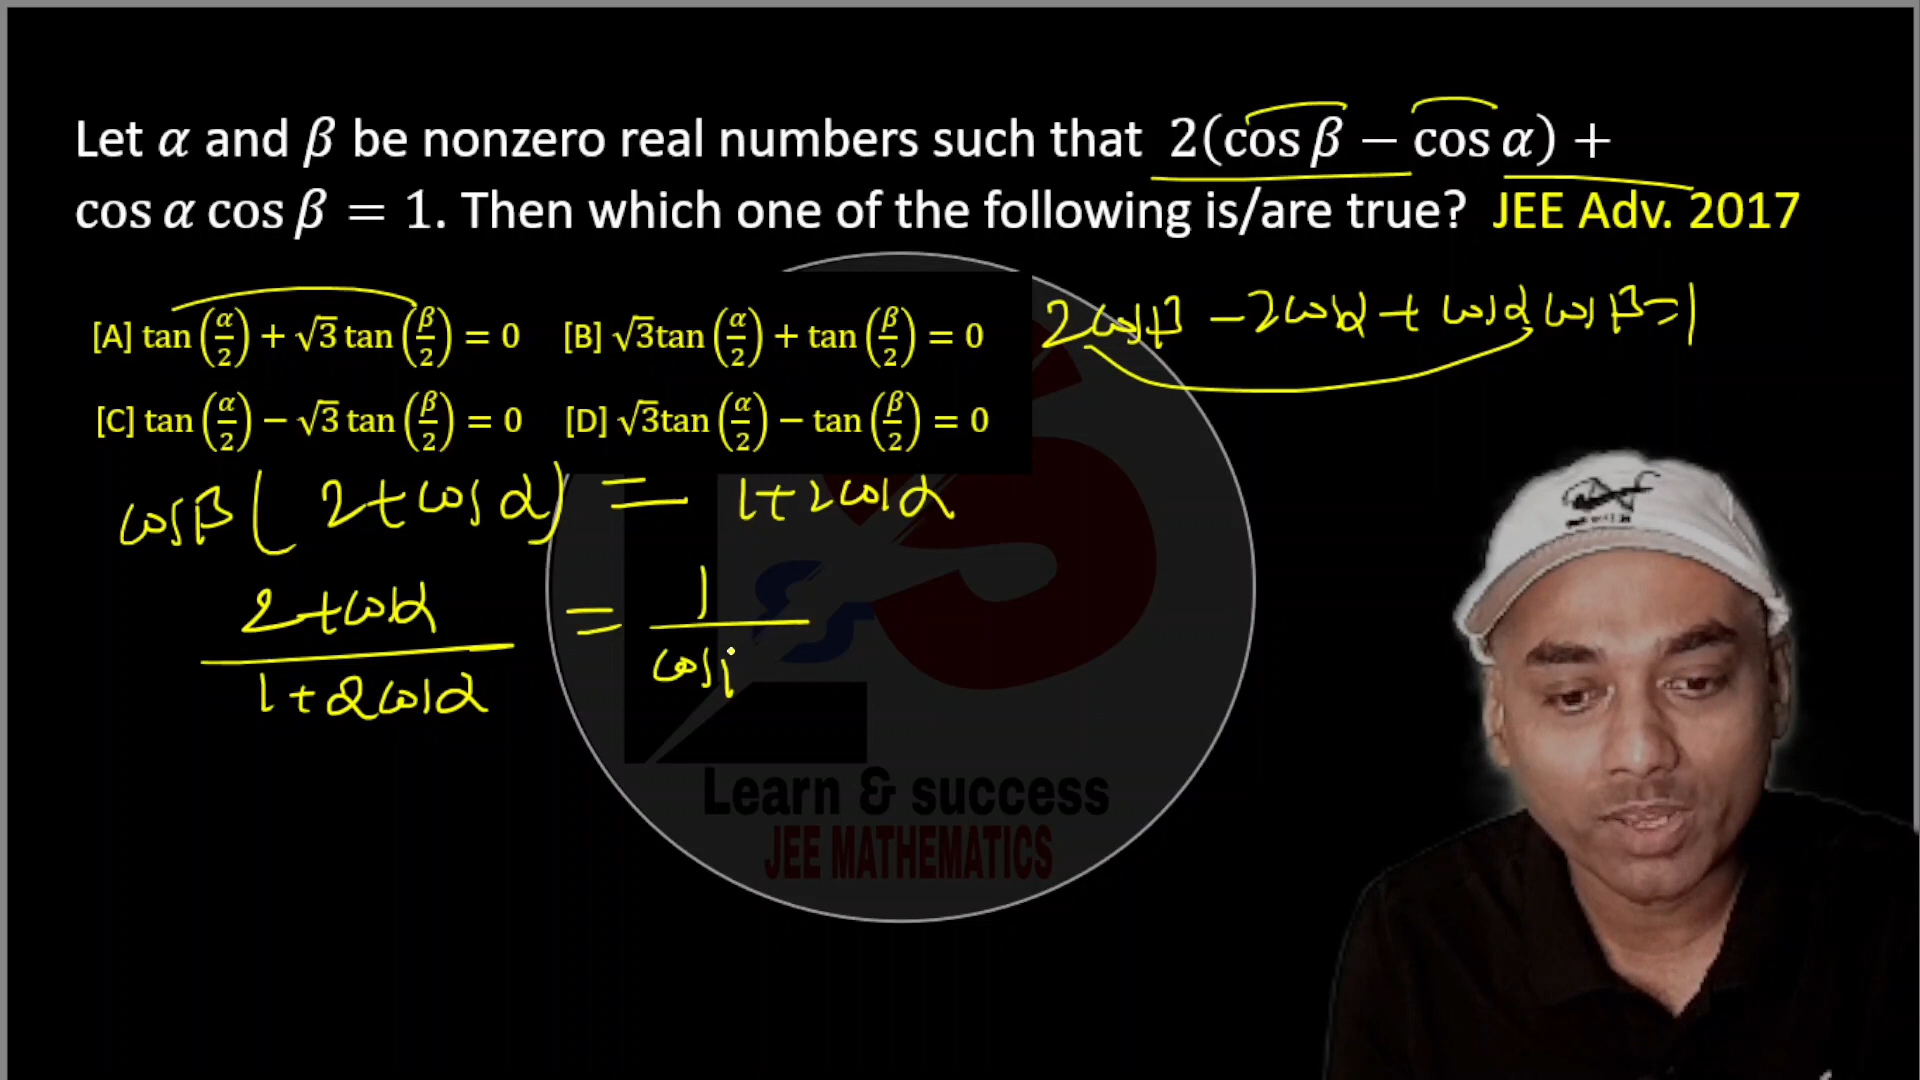 Let α and β be nonzero real numbers such that 2(cos β − cos α) +
cos α cos β = 1. Then which one of the following is/are true? JEE Adv. 2017
[A] tan (α/2) + √3 tan (β/2) = 0 [B] √3tan (α/2) + tan (β/2) = 0
2cosβ − 2cosα + cosα cosβ = 1
[C] tan (α/2) − √3 tan (β/2) = 0 [D] √3tan (α/2) − tan (β/2) = 0
cosβ( 2+cosα) = 1+2cosα
2+cosα / 1+2cosα = 1 / cos
Learn & success
JEE MATHEMATICS